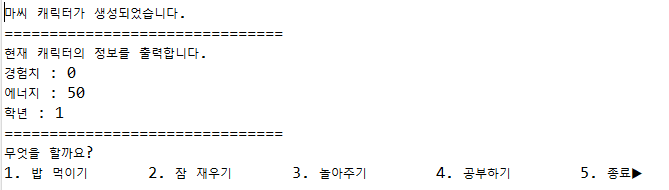 마씨 캐릭터가 생성되었습니다.
===============================
현재 캐릭터의 정보를 출력합니다.
경험치 : 0
에너지 : 50
학년 : 1
===============================
무엇을 할까요?
1. 밥 먹이기 2. 잠 재우기 3. 놀아주기 4. 공부하기 5. 종료▶